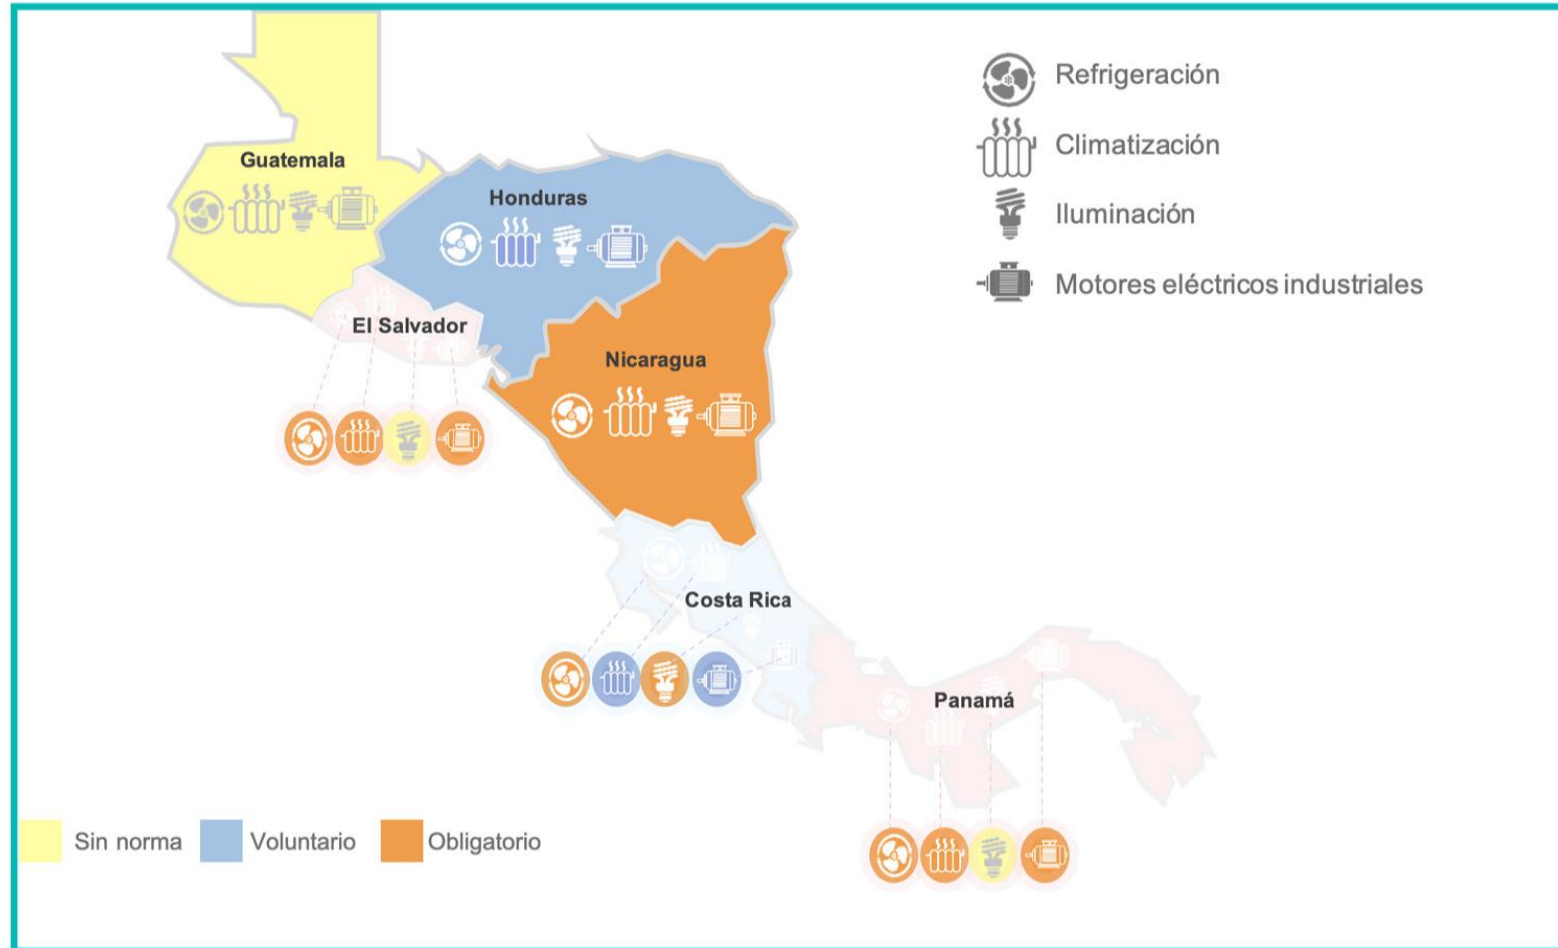 Refrigeración
Climatización
Iluminación
Motores eléctricos industriales
Guatemala
Honduras
El Salvador
Nicaragua
Costa Rica
Panamá
Sin norma
Voluntario
Obligatorio